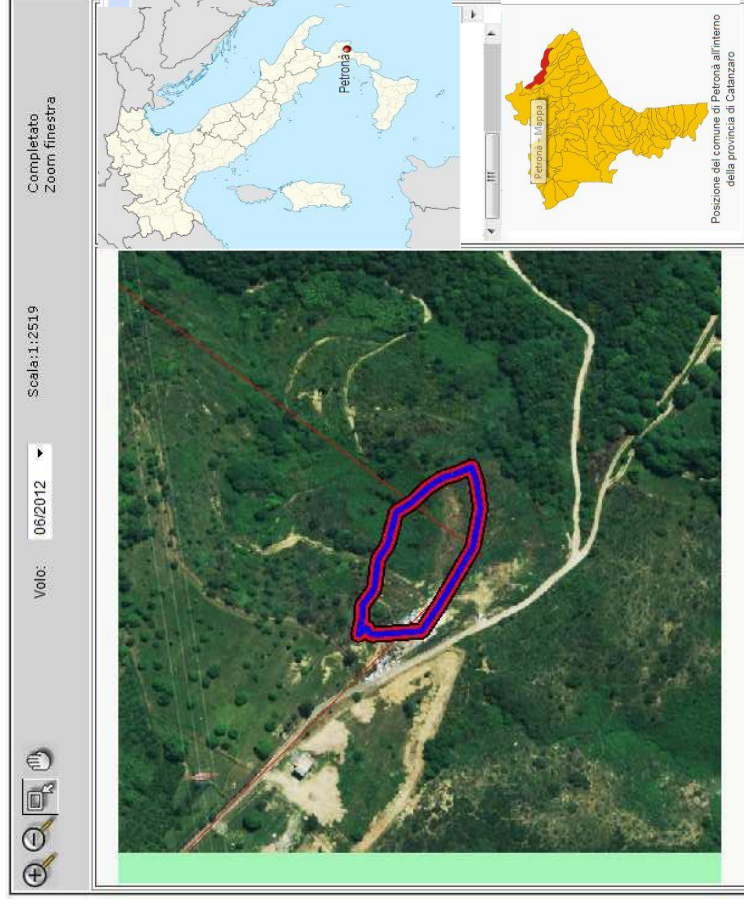 Volo:
06/2012
Scala:1:2519
Completato
Zoom finestra
Petronà
Petronà - Mappa
Posizione del comune di Petronà all'interno
della provincia di Catanzaro